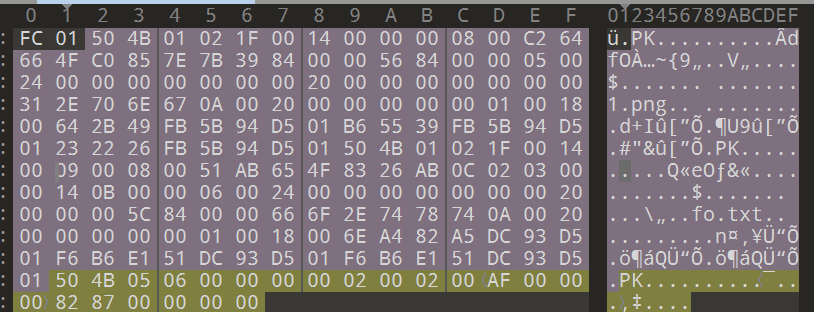 0 1 2 3 4 5 6 7 8 9 A B C D E F 0123456789ABCDEF
: FC 01 50 4B 01 02 1F 00 14 00 00 00 08 00 C2 64 ü.PK..........Âd
: 66 4F C0 85 7E 7B 39 84 00 00 56 84 00 00 05 00 fOÀ…~{9„..V„....
: 24 00 00 00 00 00 00 00 20 00 00 00 00 00 00 00 $....... .......
: 31 2E 70 6E 67 0A 00 20 00 00 00 00 00 01 00 18 1.png.. ........
: 00 64 2B 49 FB 5B 94 D5 01 B6 55 39 FB 5B 94 D5 .d+Iû[”Õ.¶U9û[”Õ
: 01 23 22 26 FB 5B 94 D5 01 50 4B 01 02 1F 00 14 .#"&û[”Õ.PK.....
: 00 09 00 08 00 51 AB 65 4F 83 26 AB 0C 02 03 00 .....Q«eOƒ&«....
: 00 14 0B 00 00 06 00 24 00 00 00 00 00 00 00 20 .......$.......
: 00 00 00 5C 84 00 00 66 6F 2E 74 78 74 0A 00 20 ...\„..fo.txt..
: 00 00 00 00 00 01 00 18 00 6E A4 82 A5 DC 93 D5 .........n¤‚¥Ü“Õ
: 01 F6 B6 E1 51 DC 93 D5 01 F6 B6 E1 51 DC 93 D5 .ö¶áQÜ“Õ.ö¶áQÜ“Õ
: 01 50 4B 05 06 00 00 00 00 02 00 02 00 AF 00 00 .PK..........¯..
: 00 82 87 00 00 00 00 .‚‡....